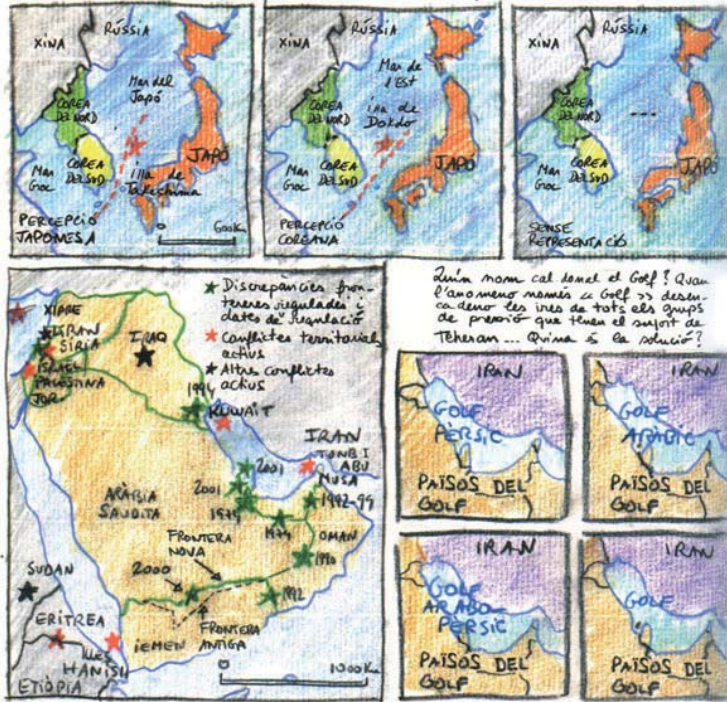 XINA
RÚSSIA
COREA
DEL NORD
Mar del
Japó
Mar
Groc
COREA
DEL SUD
JAPÓ
illa de
Takeshima
PERCEPCIÓ
JAPONESA
600 Km
XINA
RÚSSIA
COREA
DEL NORD
Mar de
l'Est
illa de
Dokdo
Mar
Groc
COREA
DEL SUD
JAPÓ
PERCEPCIÓ
COREANA
XINA
RÚSSIA
COREA
DEL NORD
Mar
Groc
COREA
DEL SUD
JAPÓ
SENSE
REPRESENTACIÓ
Discrepàncies fron-
tereres regulades i
dates de regulació
Conflictes territorials
actius
Altres conflictes
actius
XIPRE
SÍRIA
IRAQ
ISRAEL
PALESTINA
JOR
1994
KUWAIT
IRAN
TUNB I
ABU
MUSA
2001
2001
1974
1974
1992-99
ARÀBIA
SAUDITA
OMAN
FRONTERA
NOVA
1990
2000
1992
SUDAN
ERITREA
IEMEN
FRONTERA
ANTIGA
ILLES
HANISH
ETIÒPIA
0
1000 Km
Quin nom cal donar al Golf? Quan
l'anomeno només « Golf » desen-
cadeno les ires de tots els grups
de pressió que tenen el suport de
Teheran... Quina és la solució?
IRAN
GOLF
PÈRSIC
PAÏSOS DEL
GOLF
IRAN
GOLF
ARÀBIC
PAÏSOS DEL
GOLF
IRAN
GOLF
ARABO-
PÈRSIC
PAÏSOS DEL
GOLF
IRAN
GOLF
PAÏSOS DEL
GOLF